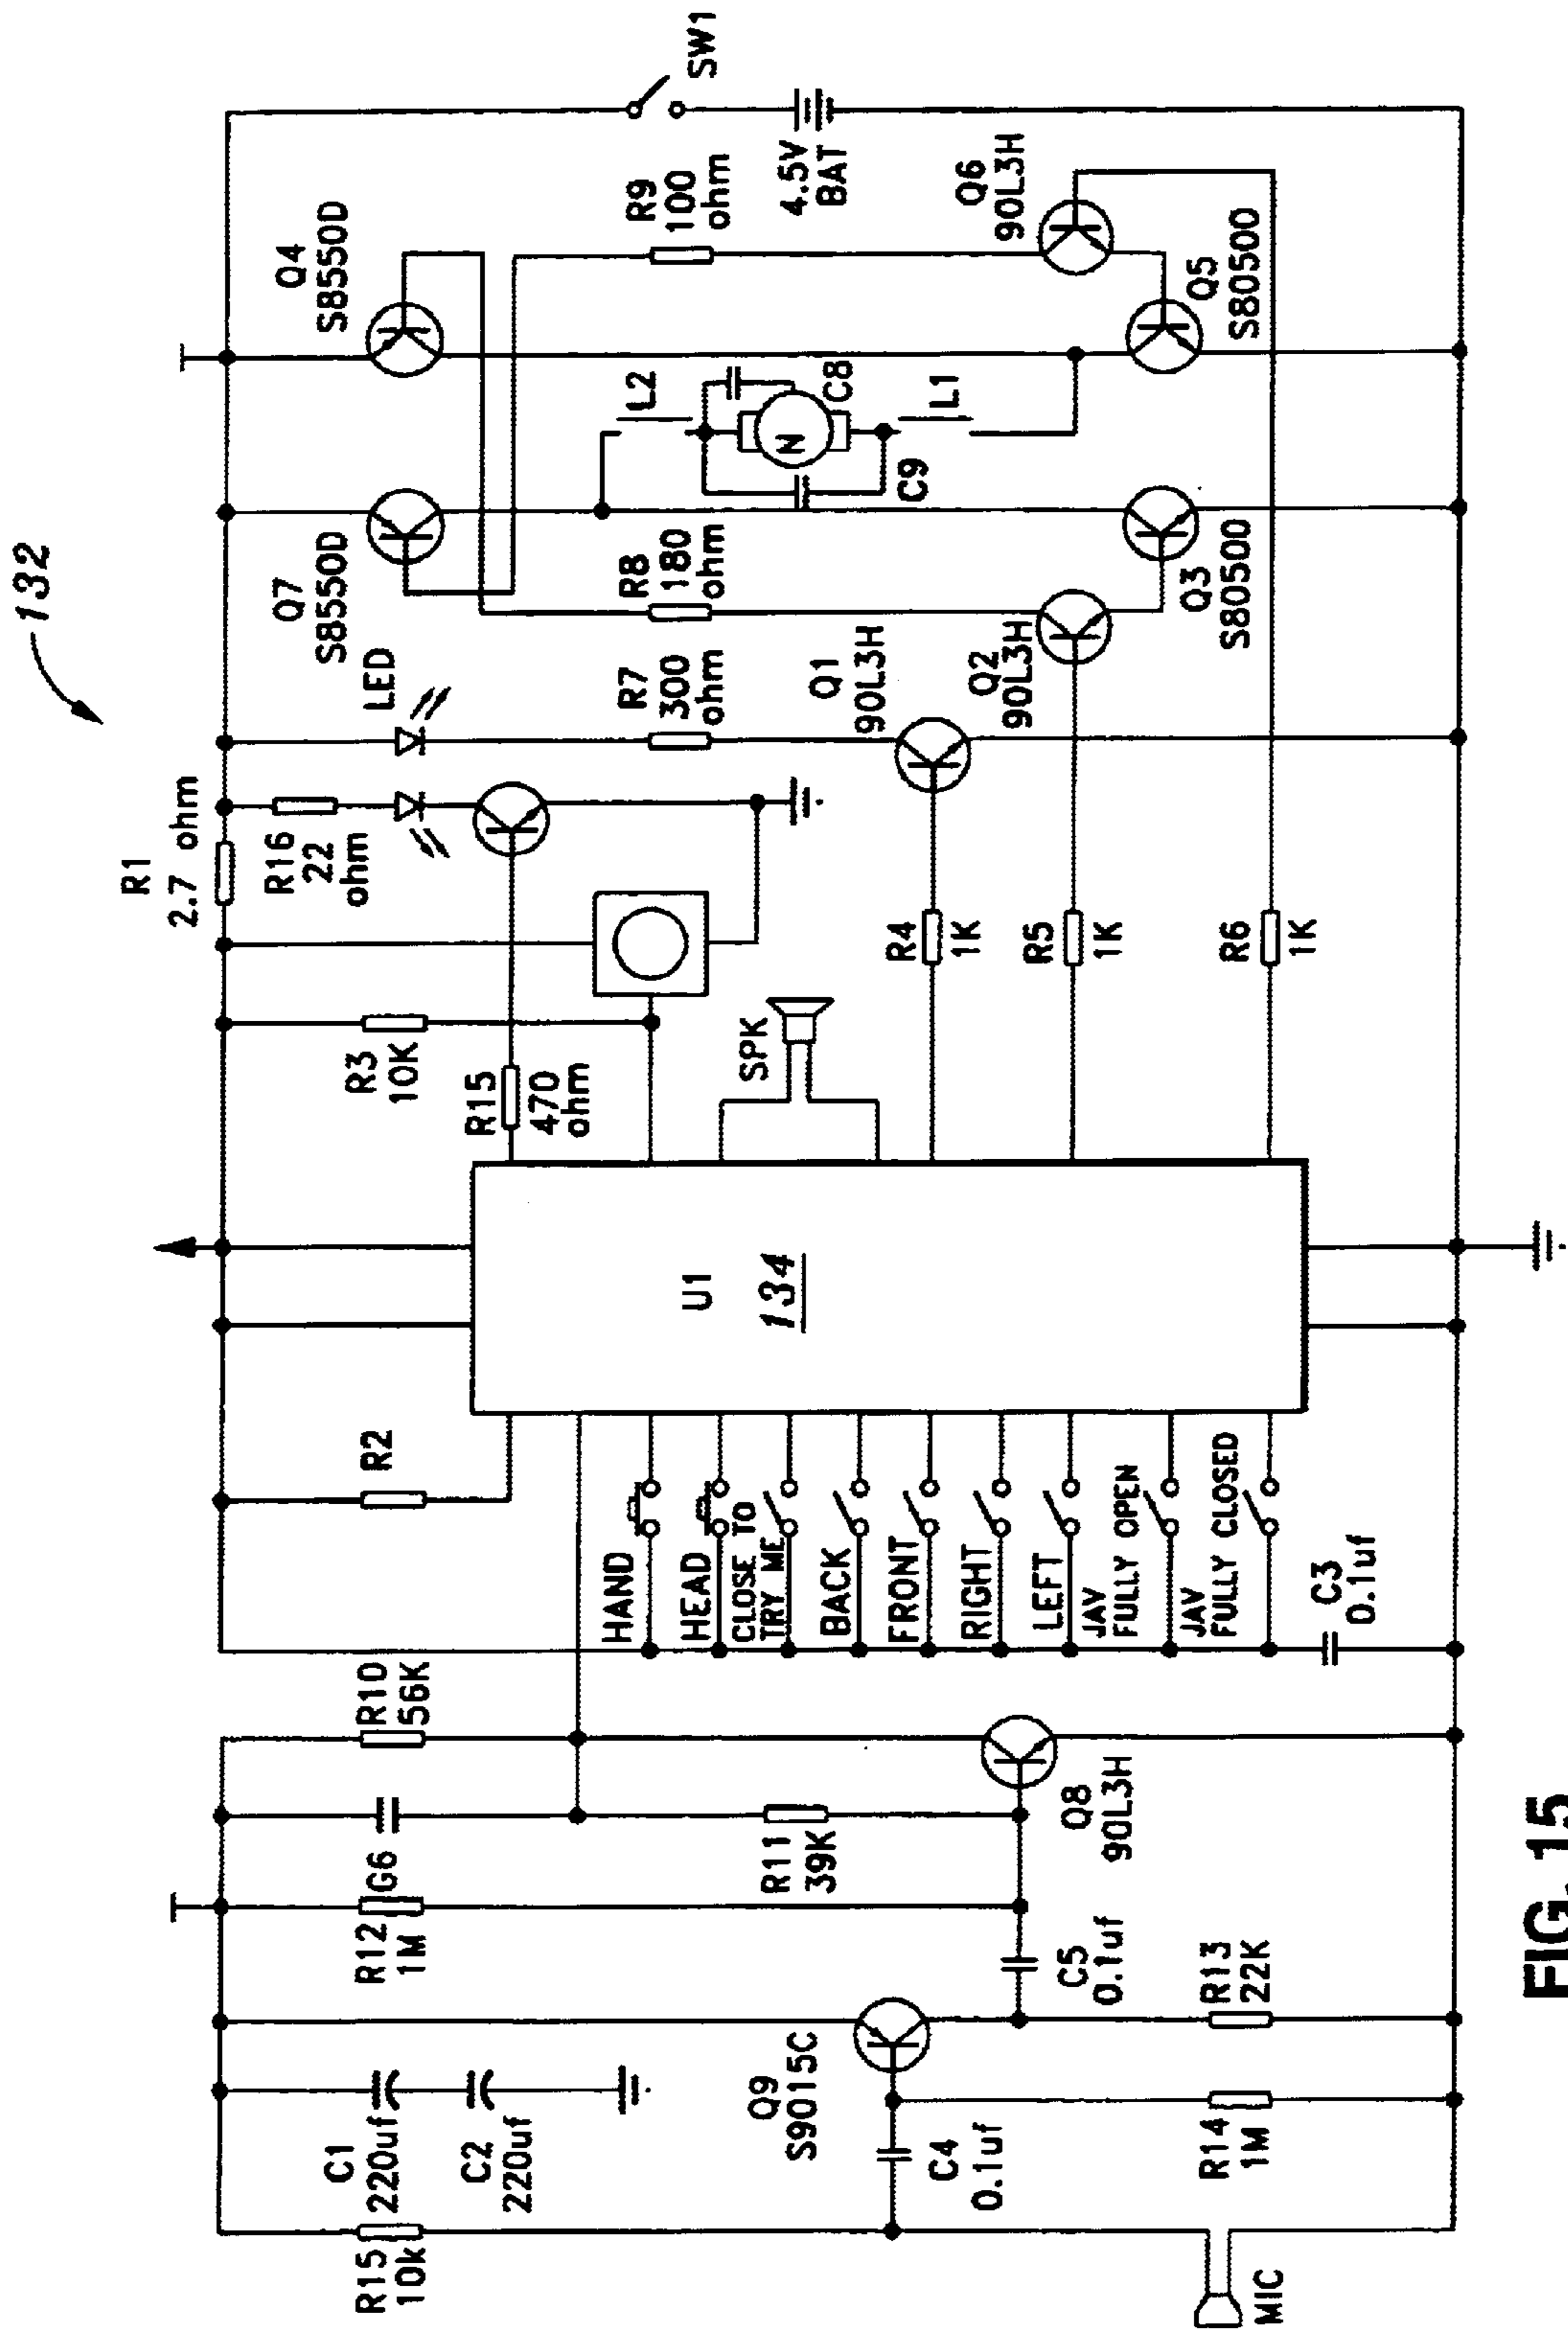 132
R15
10k
C1
220uf
C2
220uf
R12
1M
G6
R10
56K
R2
R3
10K
R1
2.7 ohm
R16
22
ohm
LED
Q7
S8550D
Q4
S8550D
SW1
Q9
S9015C
C4
0.1uf
R11
39K
C5
0.1uf
Q8
90L3H
R13
22K
R14
1M
MIC
HAND
HEAD
CLOSE TO
TRY ME
BACK
FRONT
RIGHT
LEFT
JAV
FULLY OPEN
JAV
FULLY CLOSED
C3
0.1uf
U1
134
R15
470
ohm
SPK
R4
1K
R5
1K
R6
1K
R7
300
ohm
R8
180
ohm
R9
100
ohm
L2
N
C8
C9
L1
4.5V
BAT
Q1
90L3H
Q2
90L3H
Q3
S80500
Q6
90L3H
Q5
S80500
FIG. 15